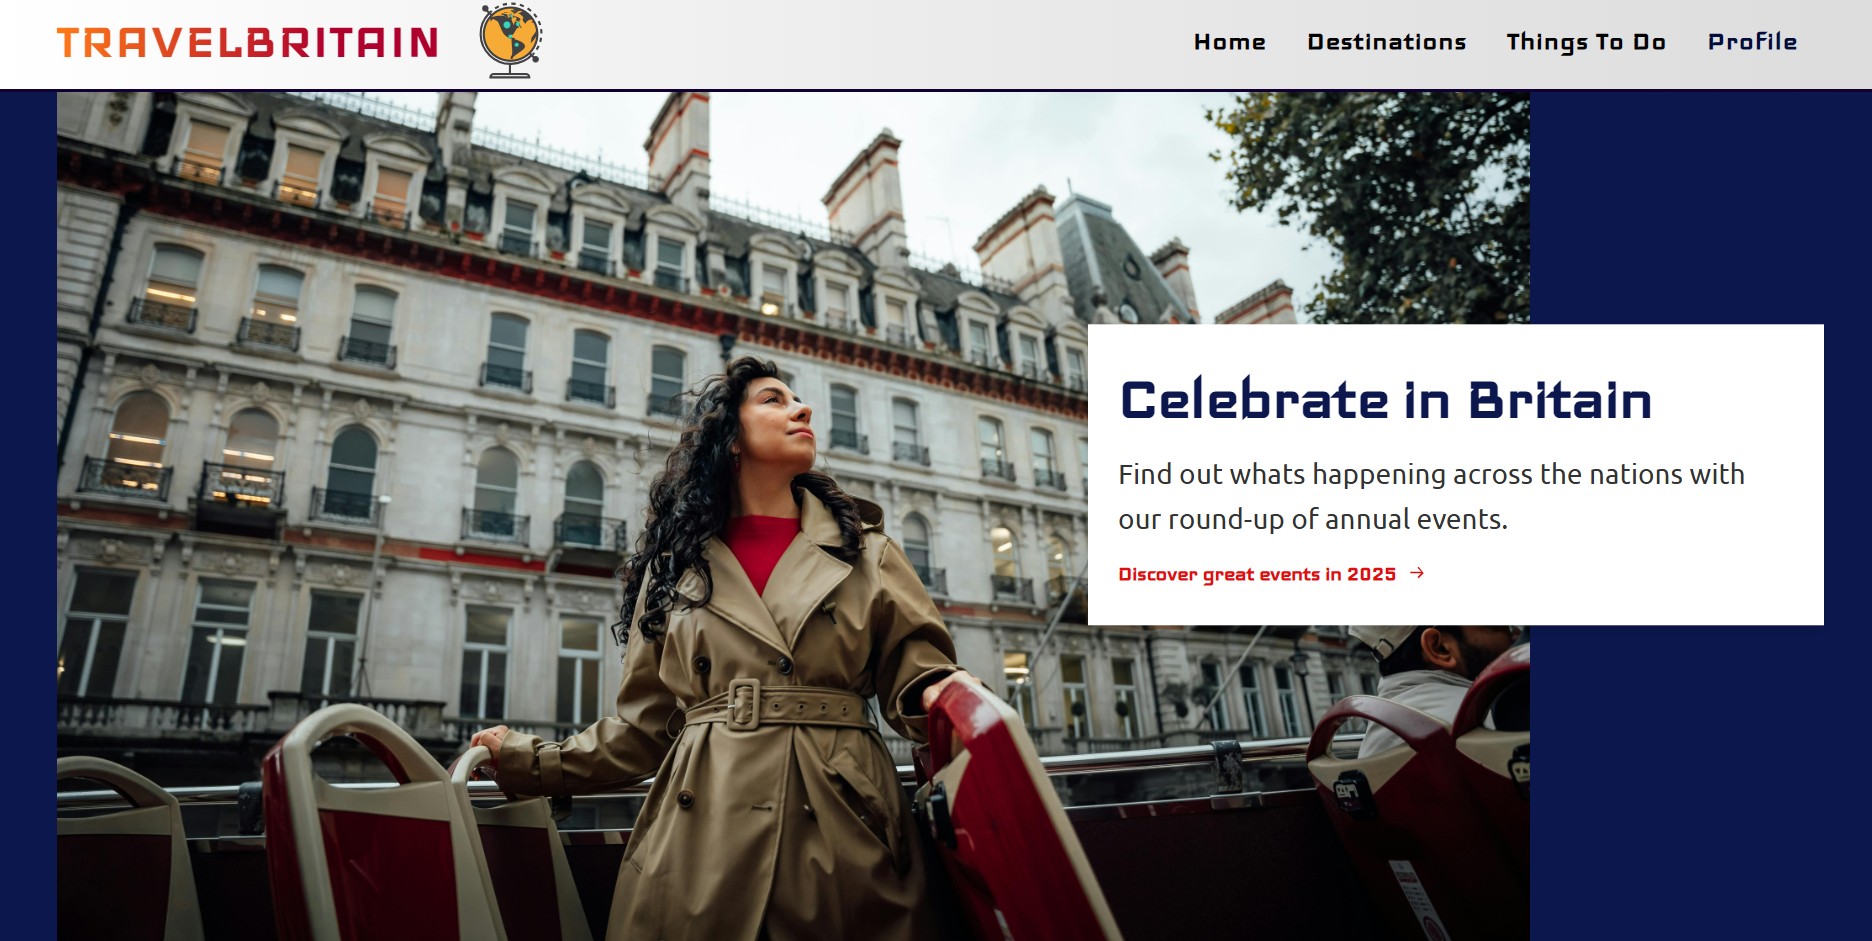 TRAVELBRITAIN
Home
Destinations
Things To Do
Profile
Celebrate in Britain
Find out whats happening across the nations with
our round-up of annual events.
Discover great events in 2025 →